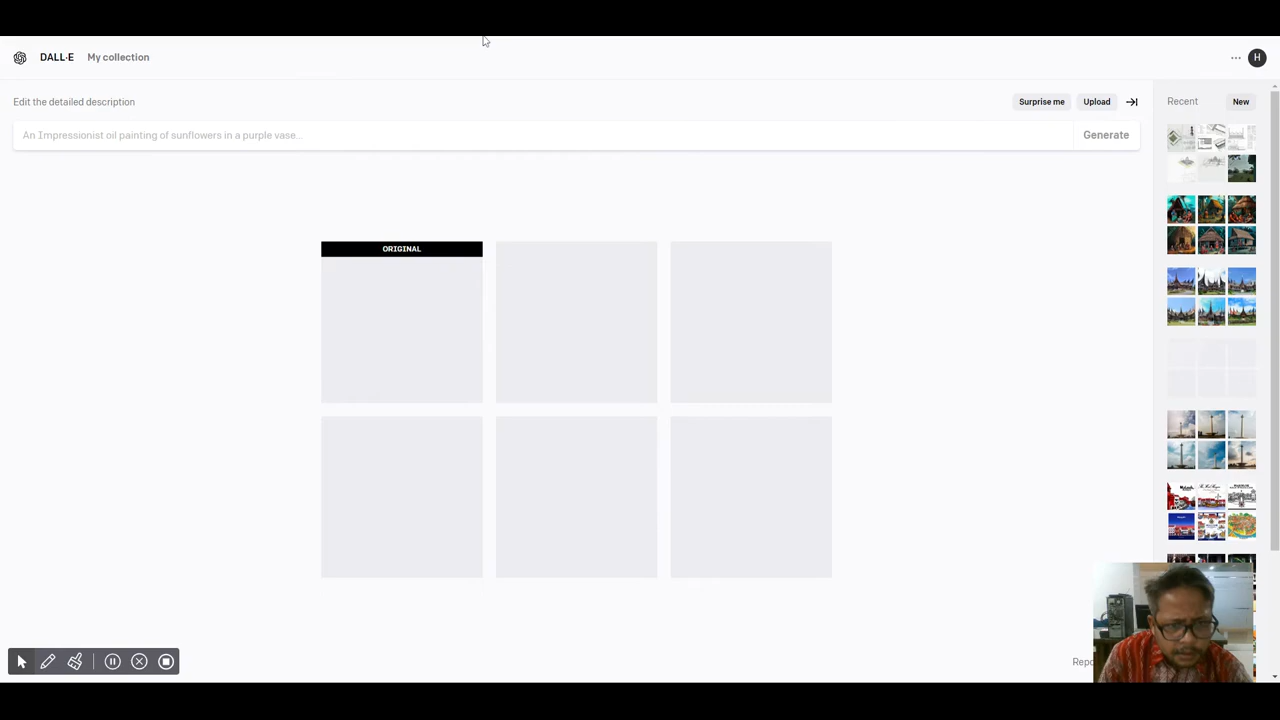 DALL·E My collection
H
Edit the detailed description
Surprise me
Upload
Recent
New
An Impressionist oil painting of sunflowers in a purple vase...
Generate
ORIGINAL
Repo